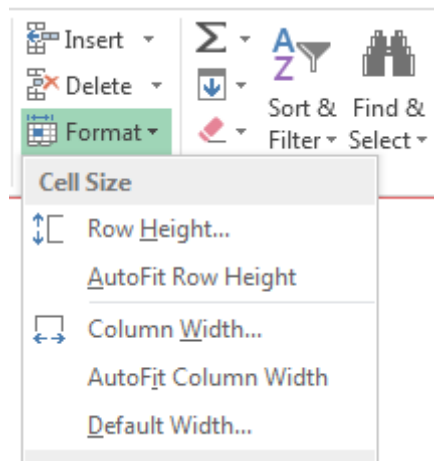 Insert
Delete
Format
Sort &
Filter
Find &
Select
Cell Size
Row Height...
AutoFit Row Height
Column Width...
AutoFit Column Width
Default Width...